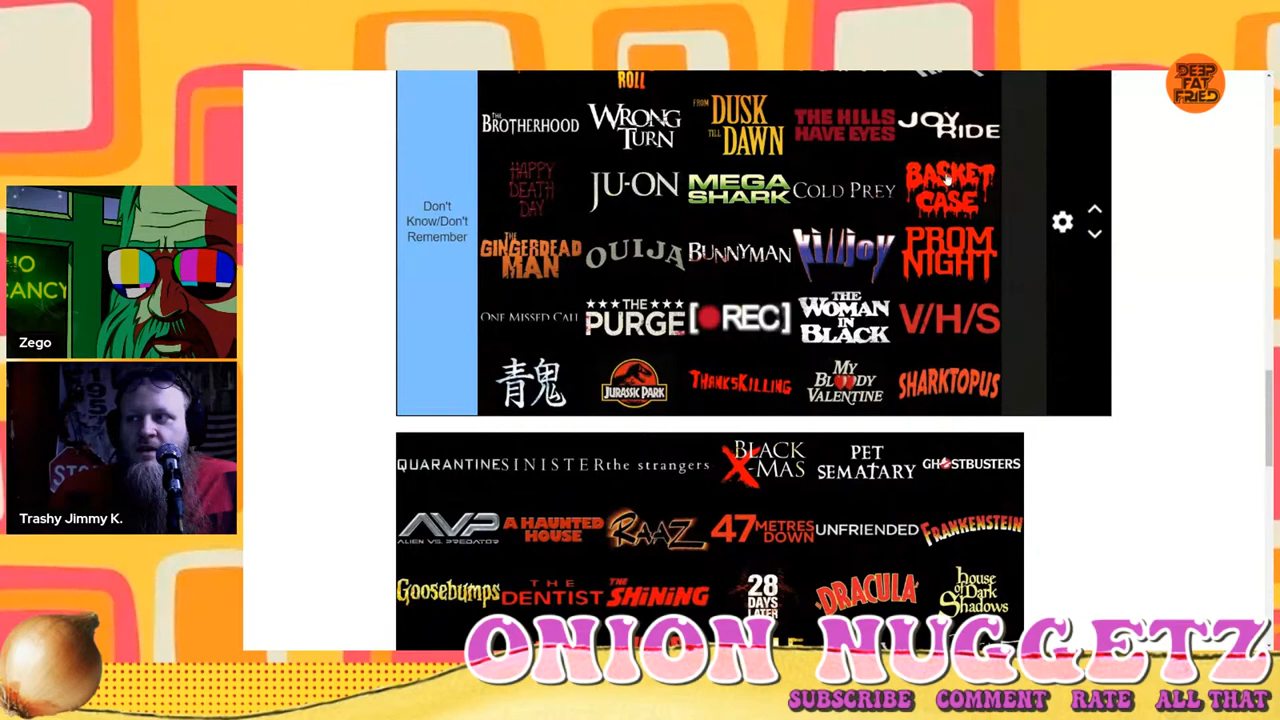 DEEP
FAT
FRIED
ROLL
Don't
Know/Don't
Remember
THE
BROTHERHOOD
WRONG
TURN
FROM DUSK
TILL DAWN
THE HILLS
HAVE EYES
JOY
RIDE
HAPPY
DEATH
DAY
JU-ON
MEGA
SHARK
COLD PREY
BASKET
CASE
THE
GINGERDEAD
MAN
OUIJA
BUNNYMAN
killjoy
PROM
NIGHT
ONE MISSED CALL
THE
PURGE
[REC]
THE
WOMAN
IN
BLACK
V/H/S
青鬼
JURASSIC PARK
THANKSKILLING
MY
BLOODY
VALENTINE
SHARKTOPUS
QUARANTINE
SINISTER
the strangers
BLACK
X-MAS
PET
SEMATARY
GHOSTBUSTERS
AVP
ALIEN VS. PREDATOR
A HAUNTED
HOUSE
RAAZ
47 METRES
DOWN
UNFRIENDED
FRANKENSTEIN
Goosebumps
THE
DENTIST
THE
SHINING
28
DAYS
LATER
DRACULA
house
of Dark
Shadows
NO
VACANCY
Zego
STO
Trashy Jimmy K.
ONION NUGGETZ
SUBSCRIBE COMMENT RATE ALL THAT